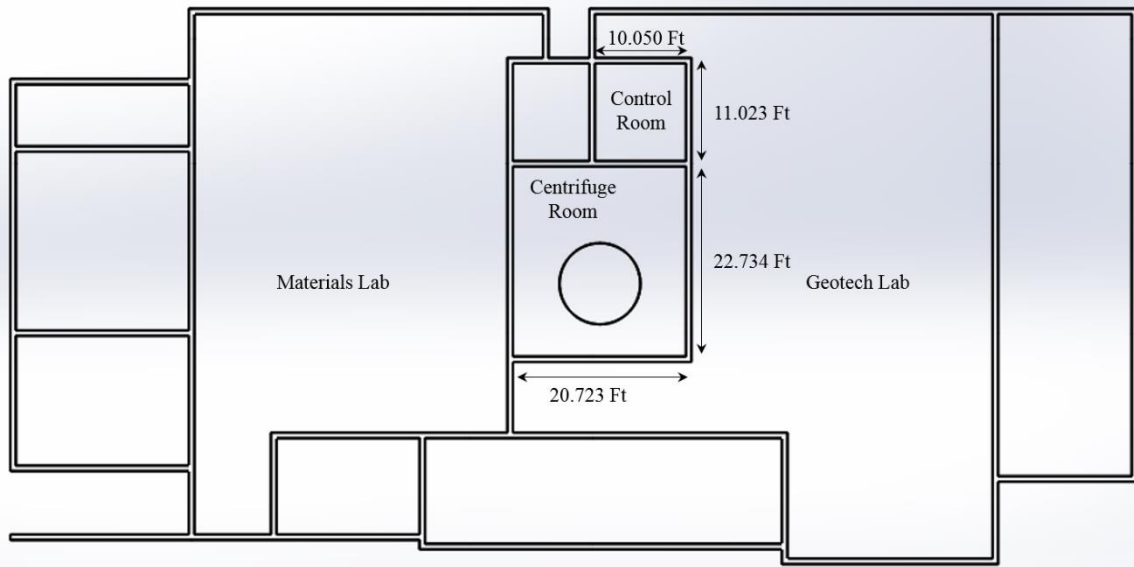 10.050 Ft
Control
Room
11.023 Ft
Centrifuge
Room
22.734 Ft
Materials Lab
Geotech Lab
20.723 Ft